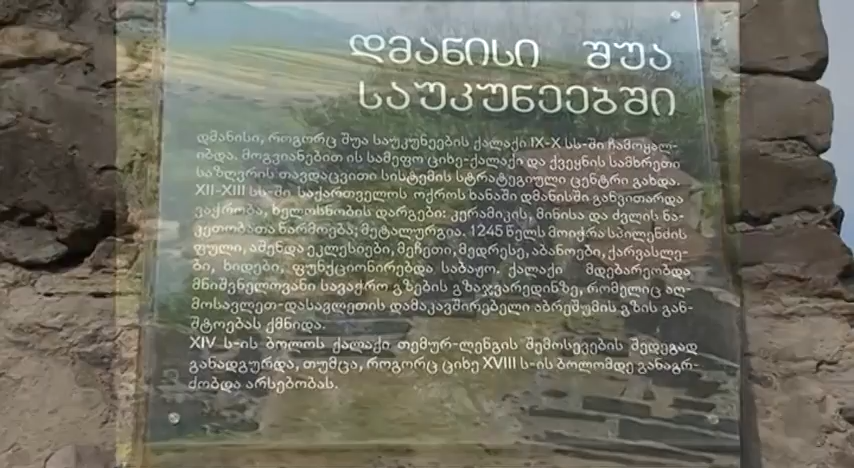 დმანისი შუა
საუკუნეებში
დმანისი, როგორც შუა საუკუნეების ქალაქი IX-X სს-ში ჩამოყალ-
იბდა. მოგვიანებით ის სამეფო ციხე-ქალაქი და ქვეყნის სამხრეთი
საზღვრის თავდაცვითი სისტემის სტრატეგიული ცენტრი გახდა.
XII-XIII სს-ში საქართველოს ოქროს ხანაში დმანისში განვითარდა
ვაჭრობა, ხელოსნობის დარგები: კერამიკის, მინისა და ძვლის ნა-
კეთობათა წარმოება; მეტალურგია. 1245 წელს მოიჭრა სპილენძის
ფული, აშენდა ეკლესიები, მეჩეთი, მედრესე, აბანოები, ქარვასლე-
ბი, ხიდები, ფუნქციონირებდა საბაჟო. ქალაქი მდებარეობდა
მნიშვნელოვანი სავაჭრო გზების გზაჯვარედინზე, რომელიც აღ-
მოსავლეთ-დასავლეთის დამაკავშირებელი აბრეშუმის გზის გან-
შტოებას ქმნიდა.
XIV ს-ის ბოლოს ქალაქი თემურ-ლენგის შემოსევების შედეგად
განადგურდა, თუმცა, როგორც ციხე XVIII ს-ის ბოლომდე განაგრ-
ძობდა არსებობას.